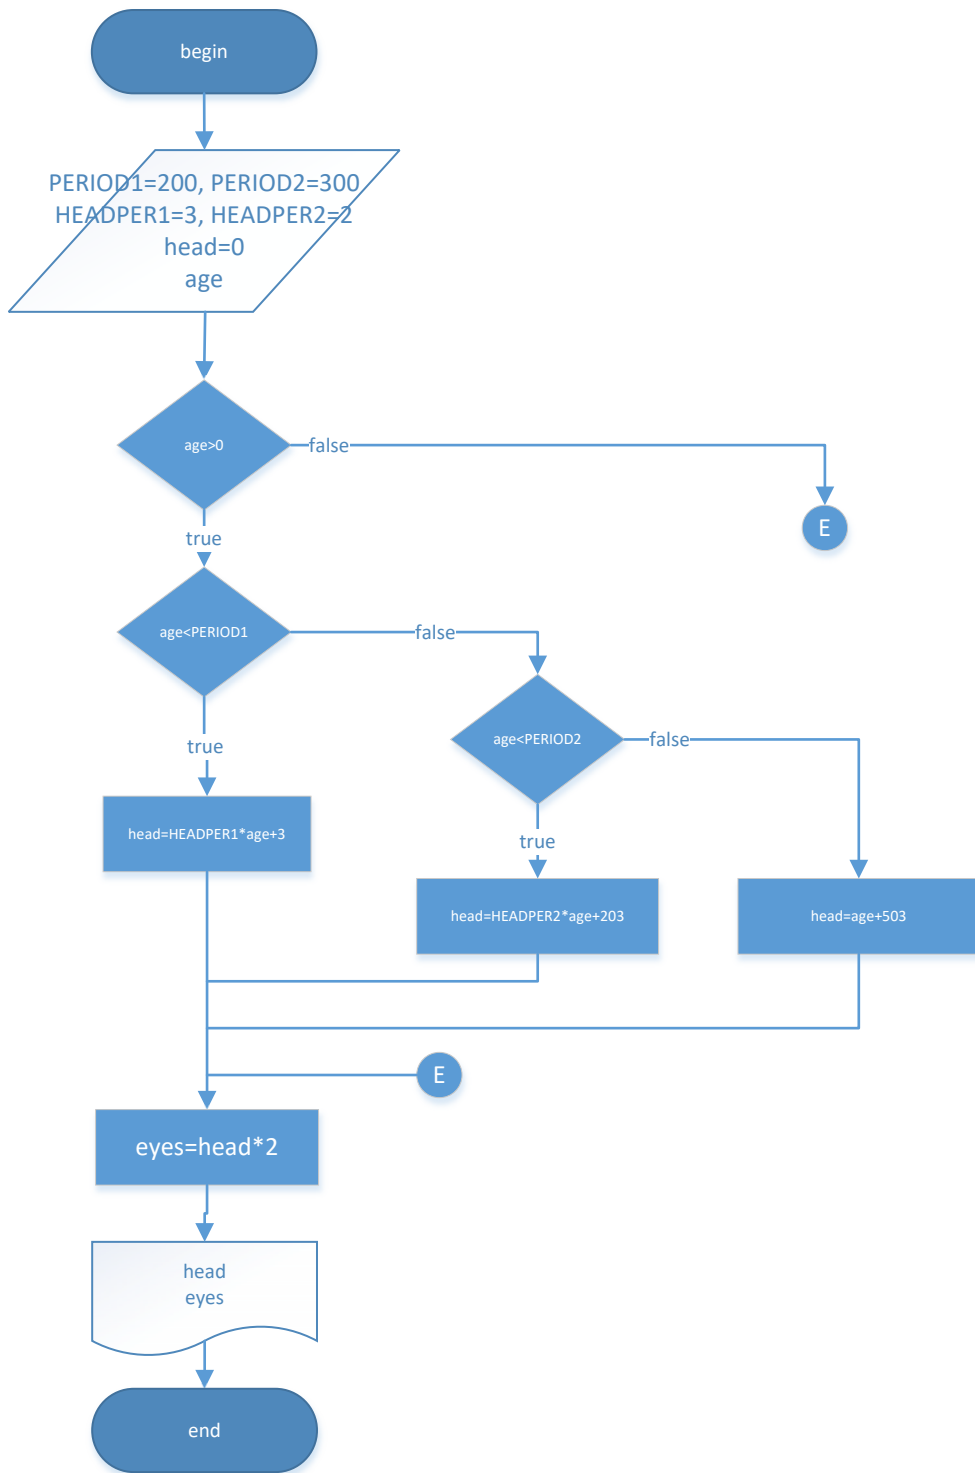 begin
PERIOD1=200, PERIOD2=300
HEADPER1=3, HEADPER2=2
head=0
age
age>0
false
E
true
age<PERIOD1
false
age<PERIOD2
false
true
head=HEADPER1*age+3
true
head=HEADPER2*age+203
head=age+503
E
eyes=head*2
head
eyes
end